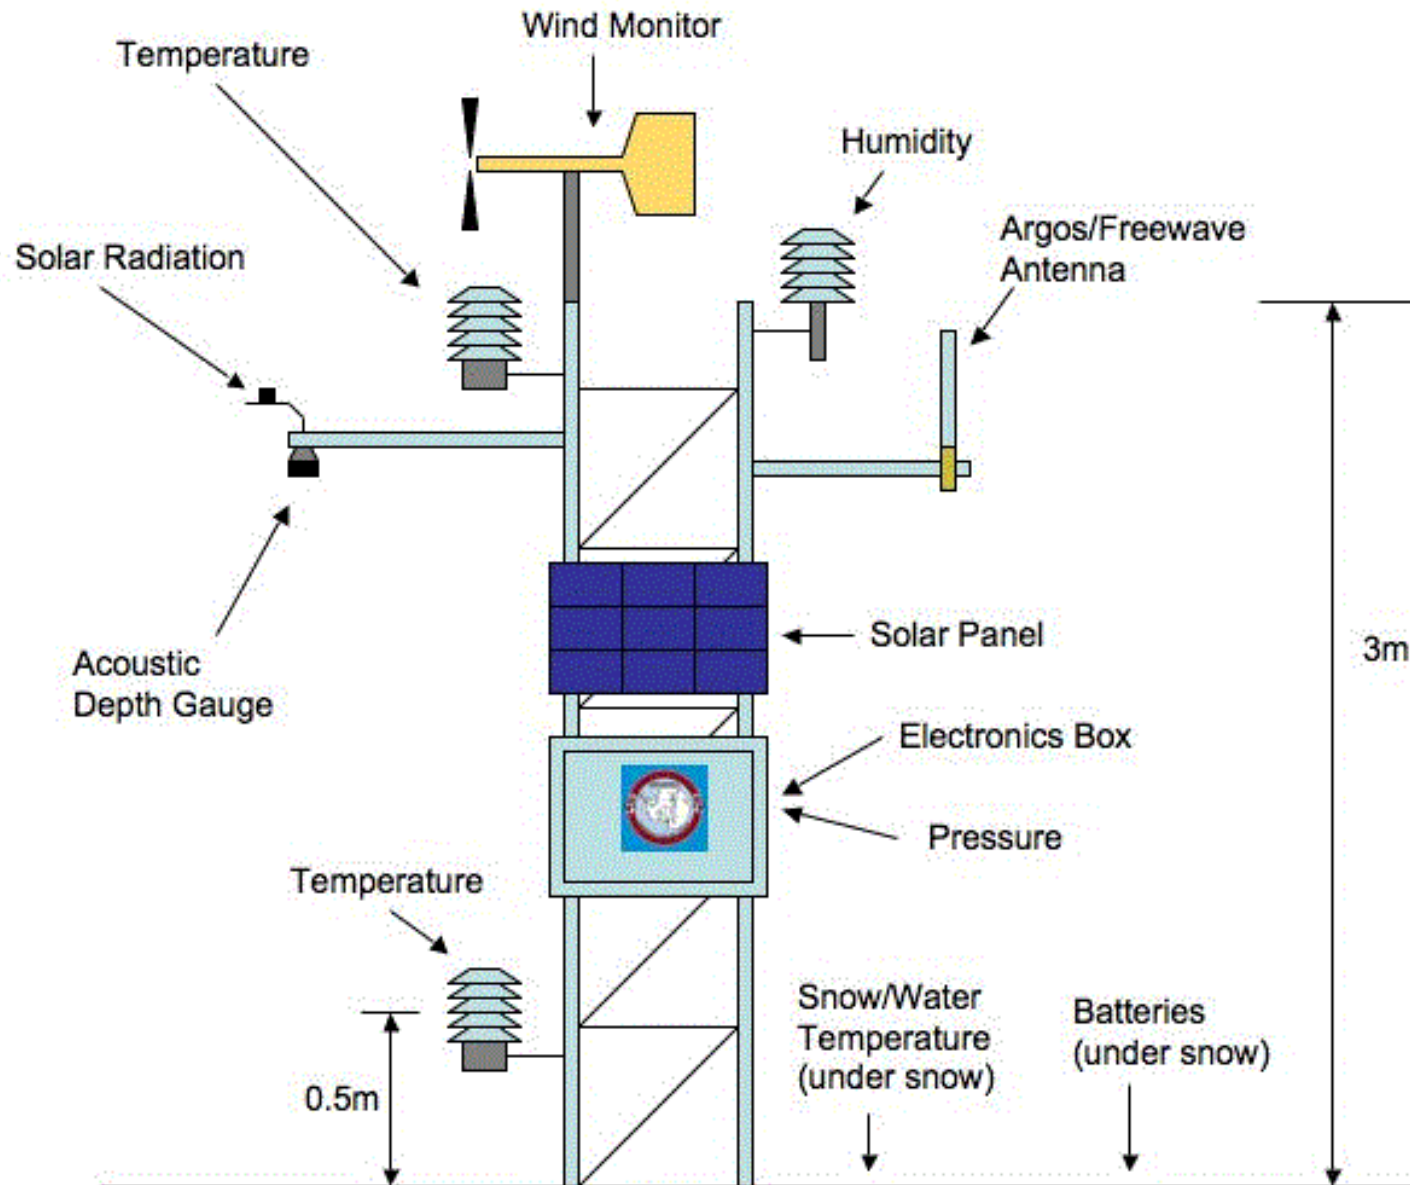 Wind Monitor
Temperature
Humidity
Argos/Freewave
Antenna
Solar Radiation
Solar Panel
3m
Acoustic
Depth Gauge
Electronics Box
Pressure
Temperature
Snow/Water
Temperature
(under snow)
Batteries
(under snow)
0.5m